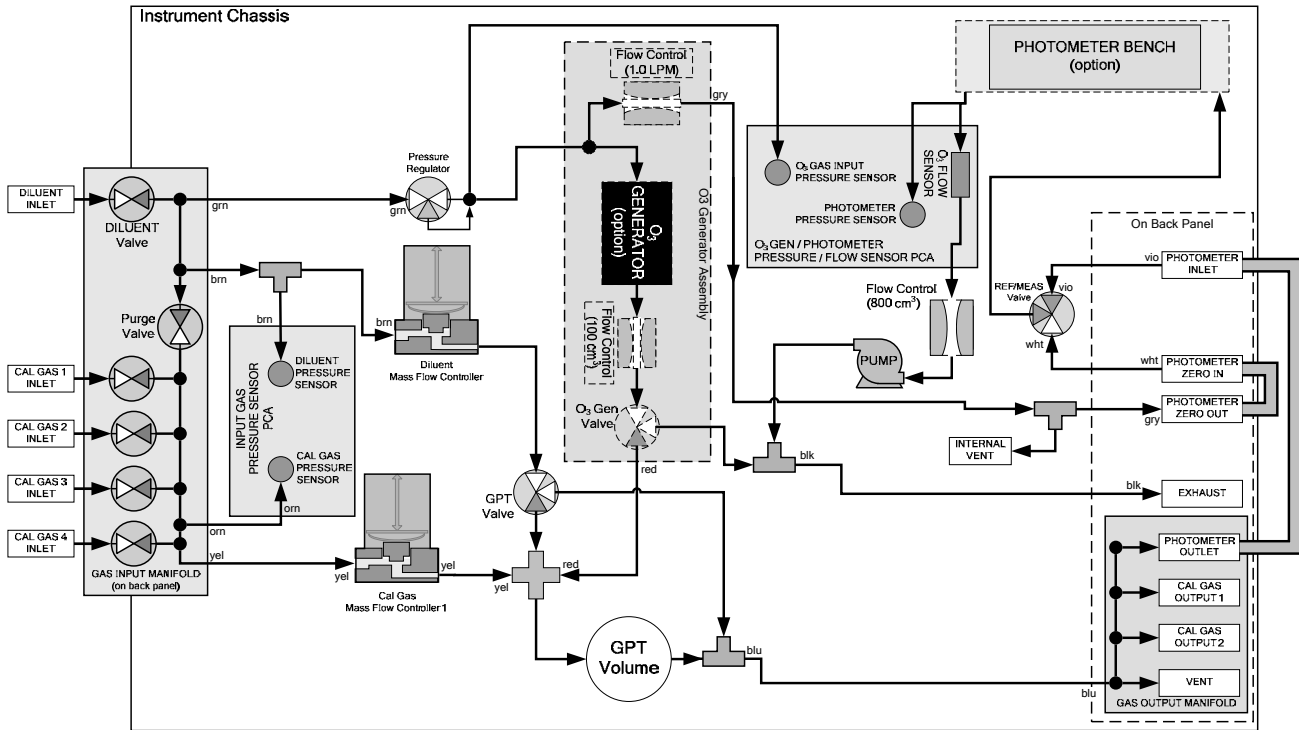 Instrument Chassis
PHOTOMETER BENCH
(option)
Flow Control
(1.0 LPM)
gry
Pressure
Regulator
O3 GAS INPUT
PRESSURE SENSOR
O3 FLOW
SENSOR
PHOTOMETER
PRESSURE SENSOR
O3 GEN / PHOTOMETER
PRESSURE / FLOW SENSOR PCA
DILUENT
INLET
DILUENT
Valve
grn
grn
O3
GENERATOR
(option)
O3 Generator Assembly
On Back Panel
vio
PHOTOMETER
INLET
REF/MEAS
Valve
vio
wht
wht
PHOTOMETER
ZERO IN
PHOTOMETER
ZERO OUT
gry
brn
Purge
Valve
brn
brn
Diluent
Mass Flow Controller
Flow Control
(100 cm3)
Flow Control
(800 cm3)
PUMP
CAL GAS 1
INLET
CAL GAS 2
INLET
CAL GAS 3
INLET
CAL GAS 4
INLET
DILUENT
PRESSURE
SENSOR
INPUT GAS
PRESSURE SENSOR
PCA
CAL GAS
PRESSURE
SENSOR
O3 Gen
Valve
red
blk
INTERNAL
VENT
blk
EXHAUST
GPT
Valve
orn
orn
yel
GAS INPUT MANIFOLD
(on back panel)
yel
yel
Cal Gas
Mass Flow Controller 1
yel
red
PHOTOMETER
OUTLET
CAL GAS
OUTPUT 1
CAL GAS
OUTPUT 2
VENT
GPT
Volume
blu
blu
GAS OUTPUT MANIFOLD